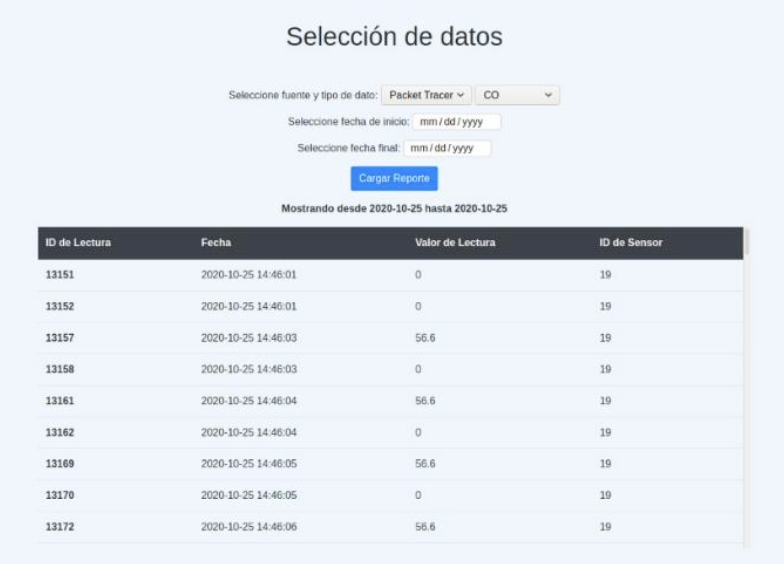 Selección de datos
Seleccione fuente y tipo de dato: Packet Tracer CO
Seleccione fecha de inicio: mm / dd / yyyy
Seleccione fecha final: mm / dd / yyyy
Cargar Reporte
Mostrando desde 2020-10-25 hasta 2020-10-25
ID de Lectura Fecha Valor de Lectura ID de Sensor
13151 2020-10-25 14:46:01 0 19
13152 2020-10-25 14:46:01 0 19
13157 2020-10-25 14:46:03 56.6 19
13158 2020-10-25 14:46:03 0 19
13161 2020-10-25 14:46:04 56.6 19
13162 2020-10-25 14:46:04 0 19
13169 2020-10-25 14:46:05 56.6 19
13170 2020-10-25 14:46:05 0 19
13172 2020-10-25 14:46:06 56.6 19